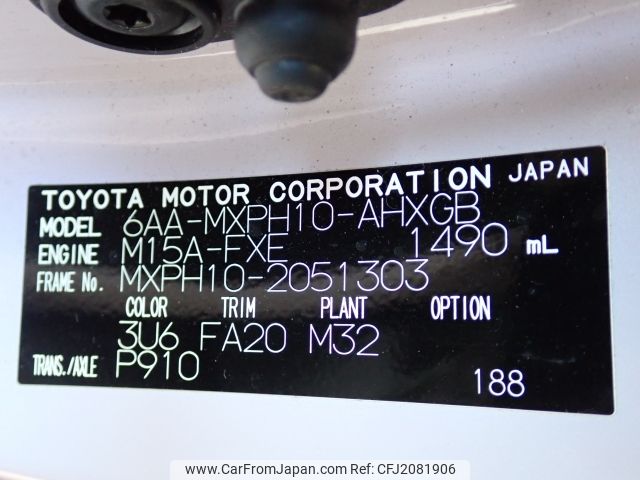 TOYOTA MOTOR CORPORATION JAPAN
MODEL 6AA-MXPH10-AHXGB
ENGINE M15A-FXE 1490 mL
FRAME No. MXPH10-2051303
COLOR TRIM PLANT OPTION
3U6 FA20 M32
TRANS./AXLE P910
188
www.CarFromJapan.com | CFJ2081906